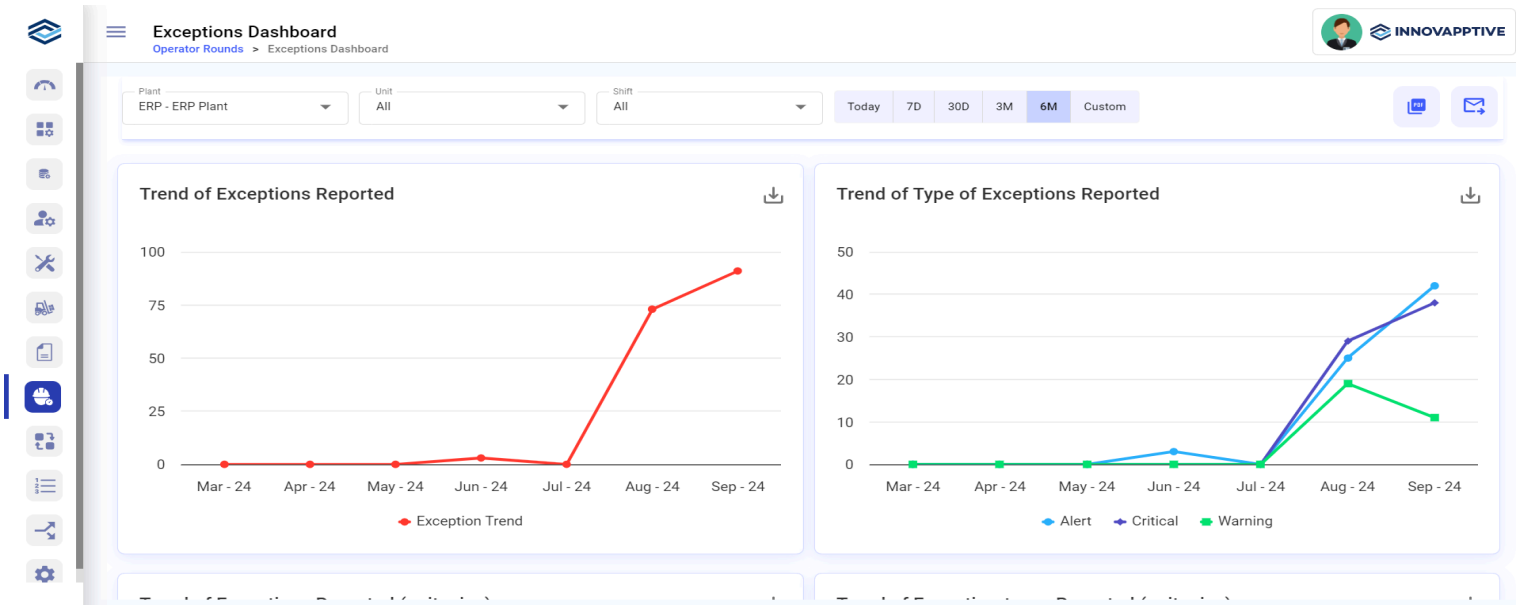 Exceptions Dashboard
Operator Rounds > Exceptions Dashboard
INNOVAPPTIVE
Plant
ERP - ERP Plant
Unit
All
Shift
All
Today 7D 30D 3M 6M Custom
PDF
Trend of Exceptions Reported
100
75
50
25
0
Mar - 24 Apr - 24 May - 24 Jun - 24 Jul - 24 Aug - 24 Sep - 24
Exception Trend
Trend of Type of Exceptions Reported
50
40
30
20
10
0
Mar - 24 Apr - 24 May - 24 Jun - 24 Jul - 24 Aug - 24 Sep - 24
Alert Critical Warning